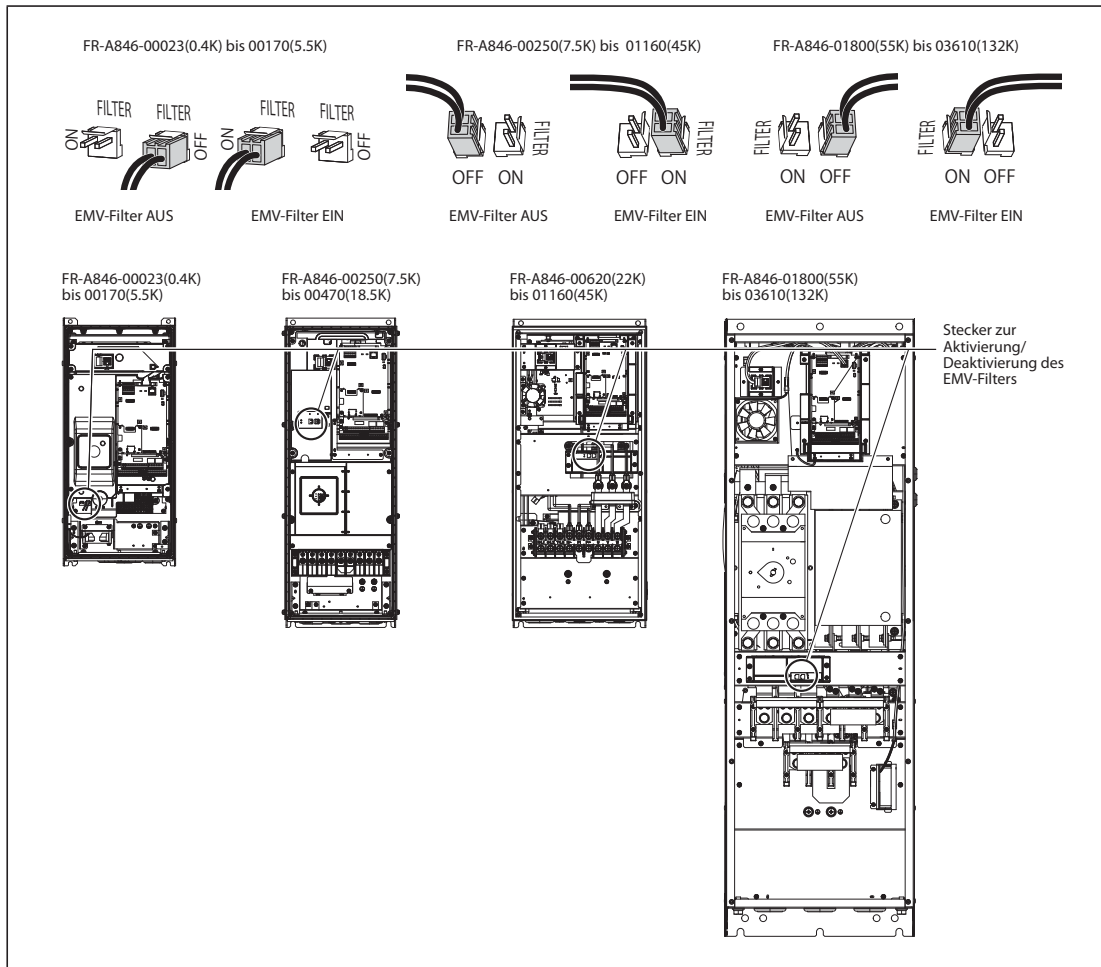 FR-A846-00023(0.4K) bis 00170(5.5K)
FR-A846-00250(7.5K) bis 01160(45K)
FR-A846-01800(55K) bis 03610(132K)
ON
FILTER
FILTER
OFF
ON
FILTER
FILTER
OFF
FILTER
OFF ON
FILTER
OFF ON
FILTER
ON OFF
FILTER
ON OFF
EMV-Filter AUS
EMV-Filter EIN
EMV-Filter AUS
EMV-Filter EIN
EMV-Filter AUS
EMV-Filter EIN
FR-A846-00023(0.4K)
bis 00170(5.5K)
FR-A846-00250(7.5K)
bis 00470(18.5K)
FR-A846-00620(22K)
bis 01160(45K)
FR-A846-01800(55K)
bis 03610(132K)
Stecker zur
Aktivierung/
Deaktivierung des
EMV-Filters